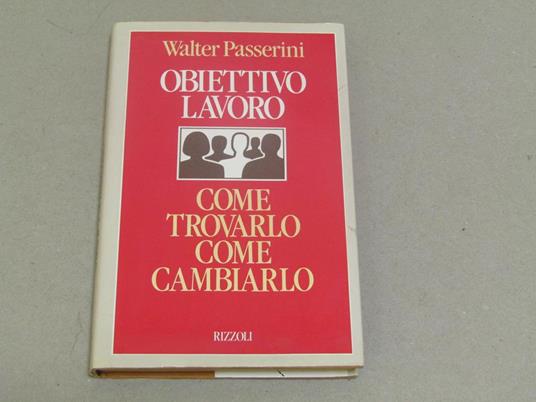 Walter Passerini
OBIETTIVO
LAVORO
COME
TROVARLO
COME
CAMBIARLO
RIZZOLI